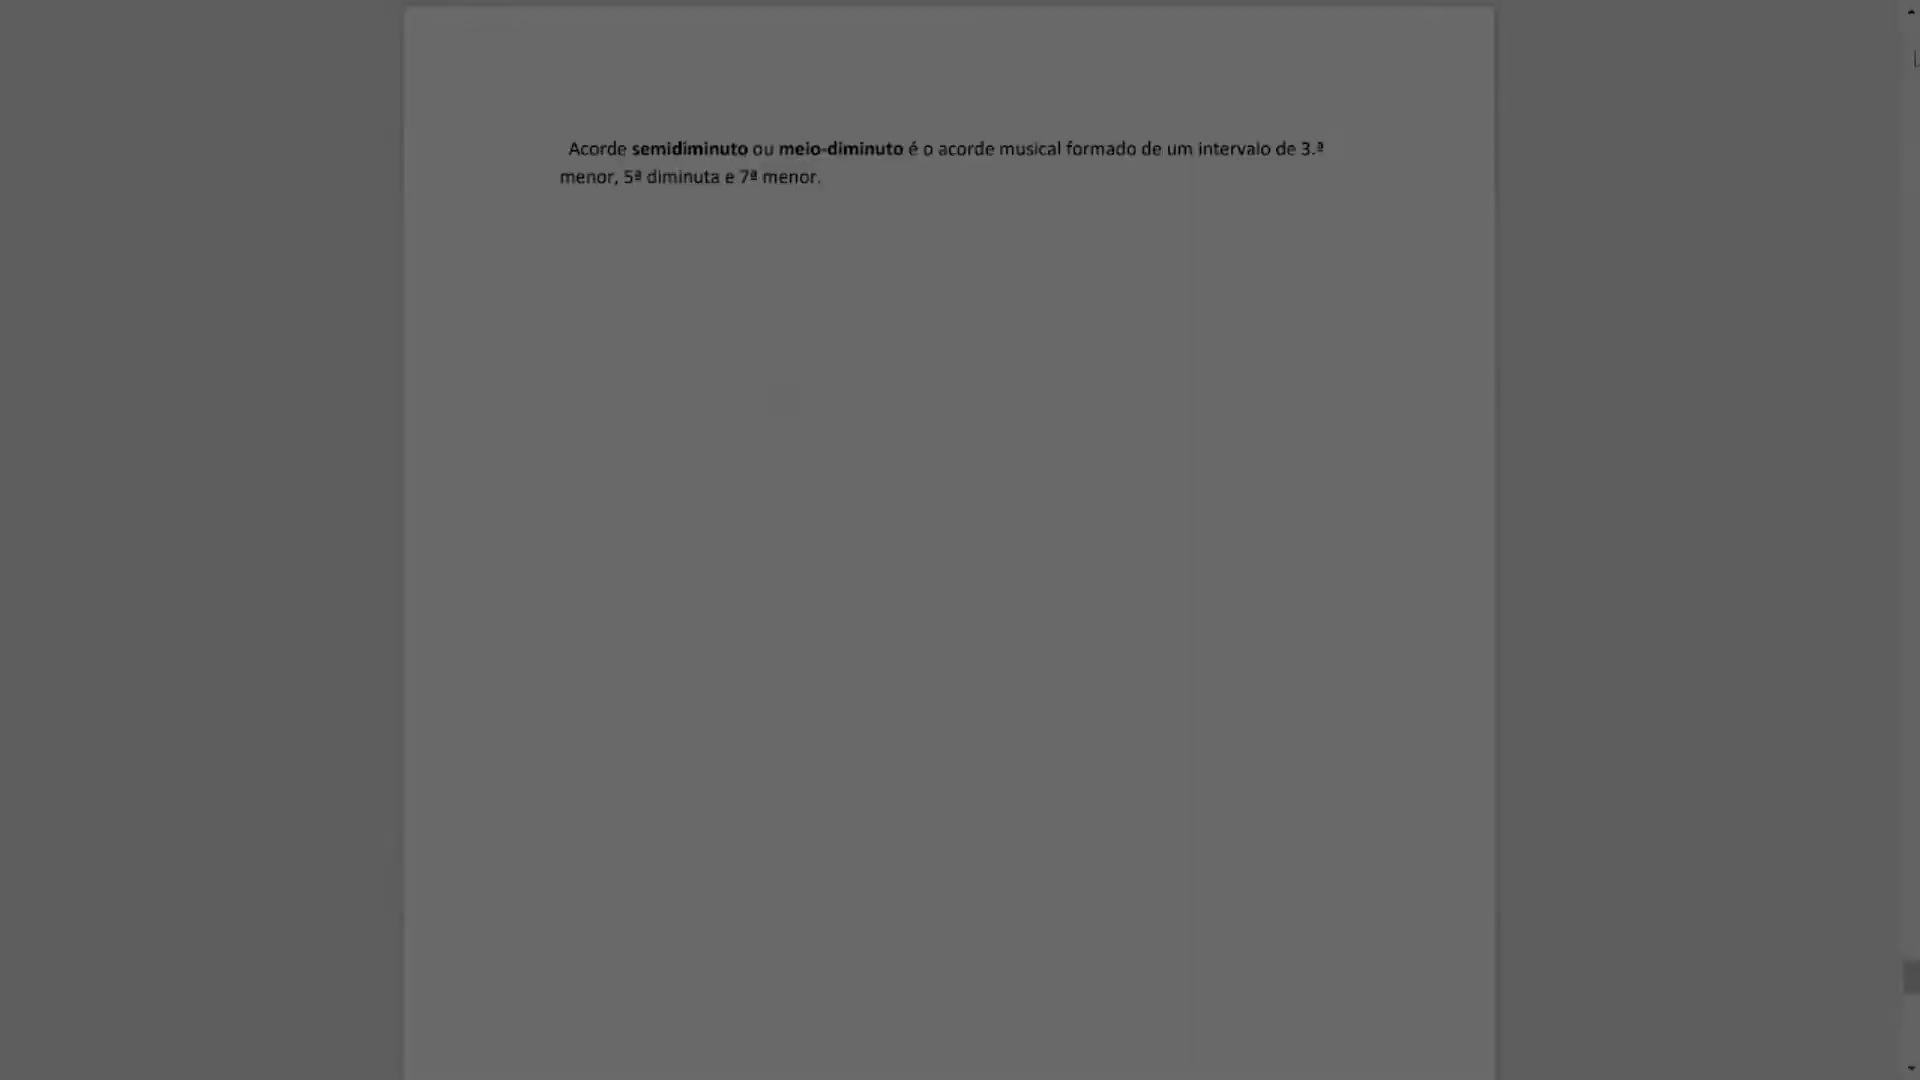 Acorde semidiminuto ou meio-diminuto é o acorde musical formado de um intervalo de 3.ª
menor, 5ª diminuta e 7ª menor.